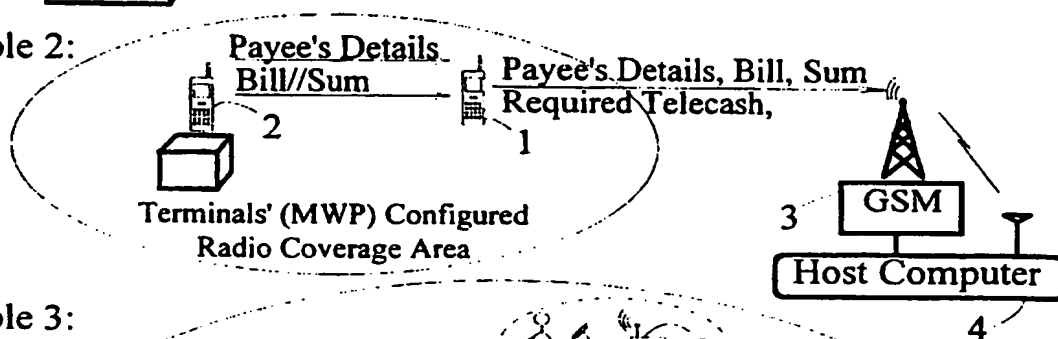 ple 2:
Payee's Details
Bill//Sum
2
1
Payee's Details, Bill, Sum
Required Telecash,
Terminals' (MWP) Configured
Radio Coverage Area
3
GSM
Host Computer
4
ple 3: